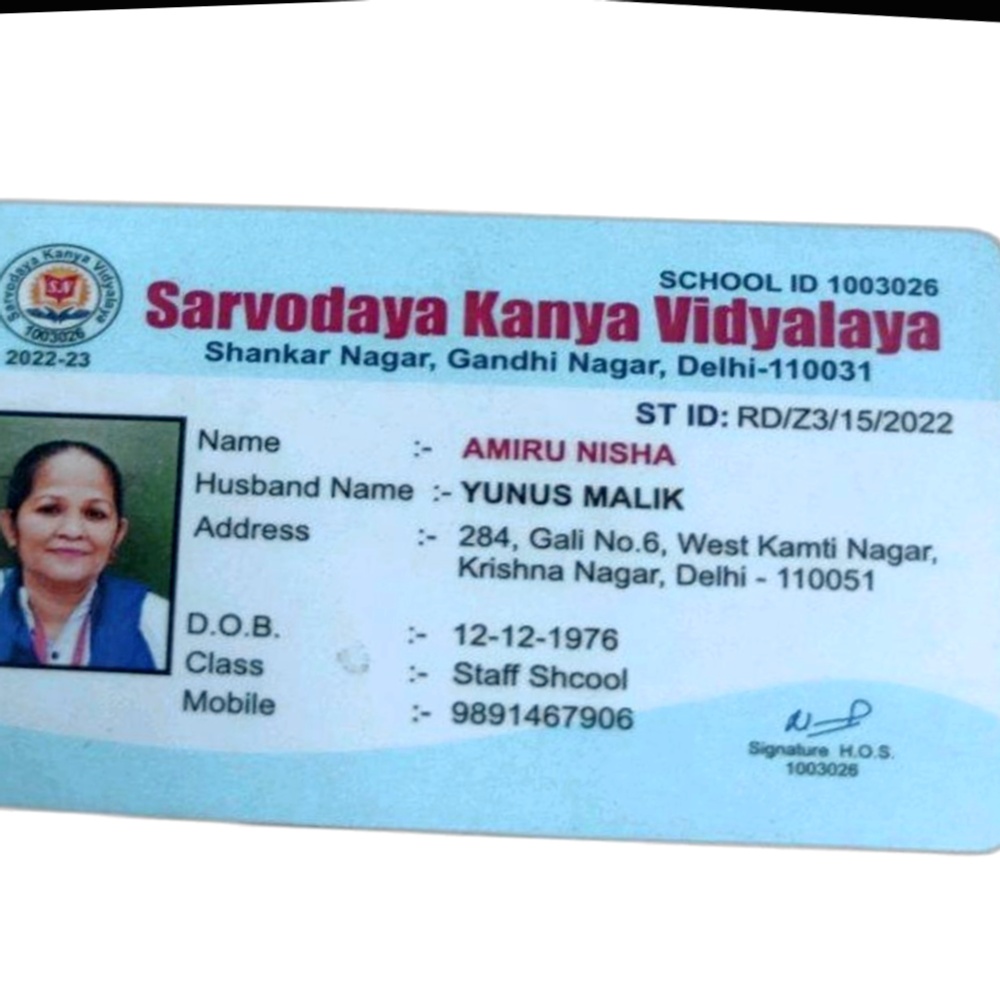 Sarvodaya Kanya Vidyalaya
1003026
2022-23
SCHOOL ID 1003026
Sarvodaya Kanya Vidyalaya
Shankar Nagar, Gandhi Nagar, Delhi-110031
ST ID: RD/Z3/15/2022
Name :- AMIRU NISHA
Husband Name :- YUNUS MALIK
Address :- 284, Gali No.6, West Kamti Nagar,
Krishna Nagar, Delhi - 110051
D.O.B. :- 12-12-1976
Class :- Staff Shcool
Mobile :- 9891467906
Signature H.O.S.
1003026